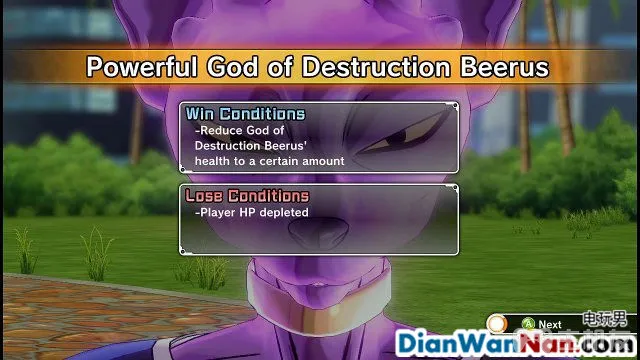 Powerful God of Destruction Beerus
Win Conditions
-Reduce God of
Destruction Beerus'
health to a certain amount
Lose Conditions
-Player HP depleted
A Next
电玩男
DianWanNan.com